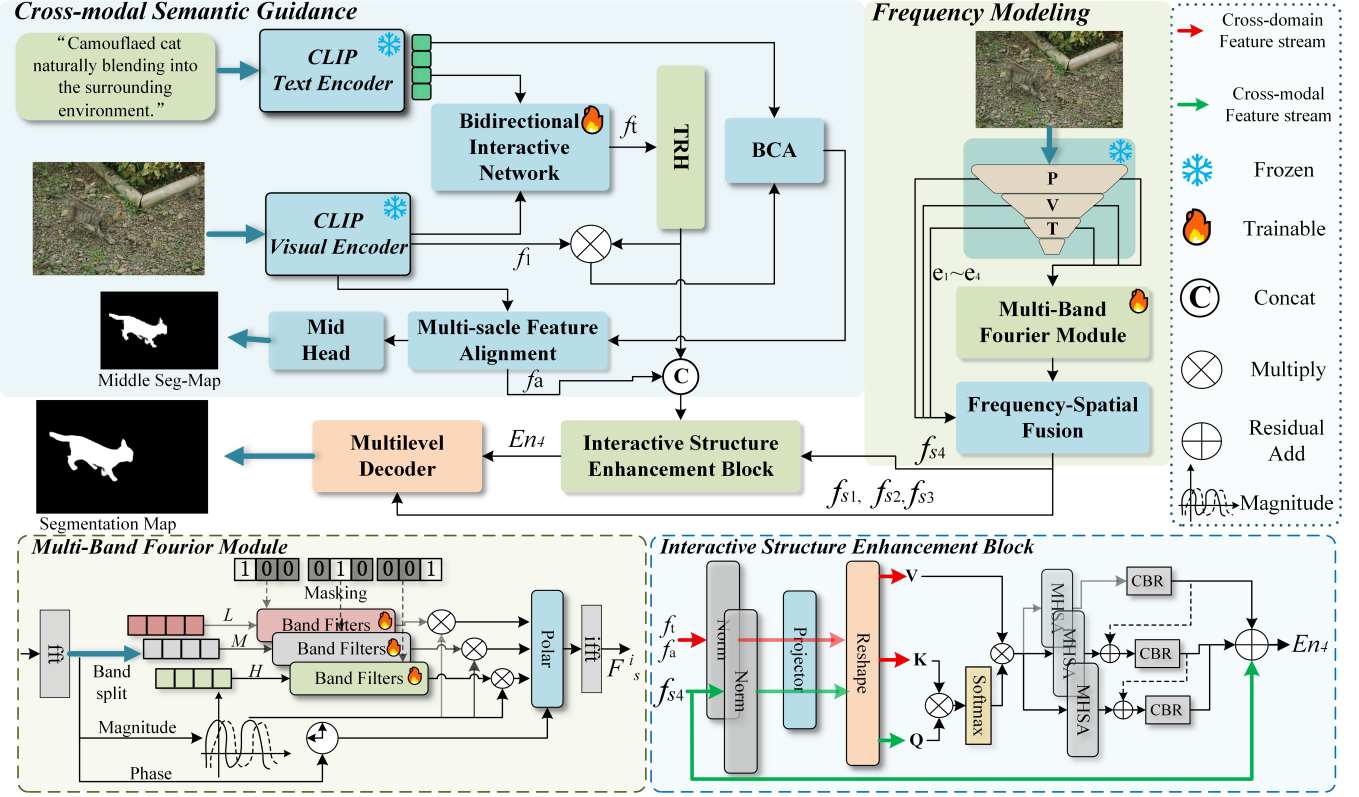 Cross-modal Semantic Guidance
“Camouflaed cat
naturally blending into
the surrounding
environment.”
CLIP
Text Encoder
Bidirectional
Interactive
Network
ft
TRH
BCA
CLIP
Visual Encoder
fi
Mid
Head
Multi-sacle Feature
Alignment
Middle Seg-Map
fa
C
Frequency Modeling
P
V
T
e1~e4
Multi-Band
Fourier Module
Frequency-Spatial
Fusion
fs4
fs1, fs2,fs3
Multilevel
Decoder
En4
Interactive Structure
Enhancement Block
Segmentation Map
Cross-domain
Feature stream
Cross-modal
Feature stream
Frozen
Trainable
C
Concat
Multiply
Residual
Add
Magnitude
Multi-Band Fourior Module
1 0 0 0 1 0 0 0 1
Masking
fft
Band
split
L
M
H
Band Filters
Band Filters
Band Filters
Magnitude
Phase
Polar
ifft
F i s
Interactive Structure Enhancement Block
ft
fa
fs4
Norm
Norm
Projector
Reshape
V
K
Q
Softmax
MHSA
MHSA
MHSA
CBR
CBR
CBR
En4